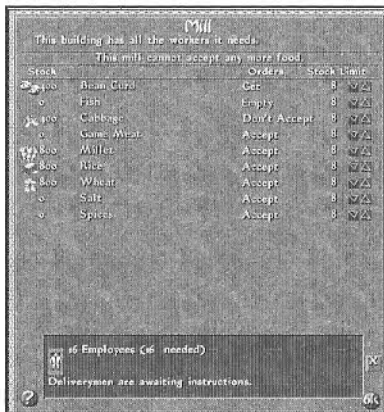 Mill
This building has all the workers it needs.
This mill cannot accept any more food.
Stock Orders Stock Limit
400 Bean Curd Get 8
0 Fish Empty 8
400 Cabbage Don't Accept 8
0 Game Meat Accept 8
800 Millet Accept 8
800 Rice Accept 8
800 Wheat Accept 8
0 Salt Accept 8
0 Spices Accept 8
16 Employees (16 needed)
Deliverymen are awaiting instructions.
?